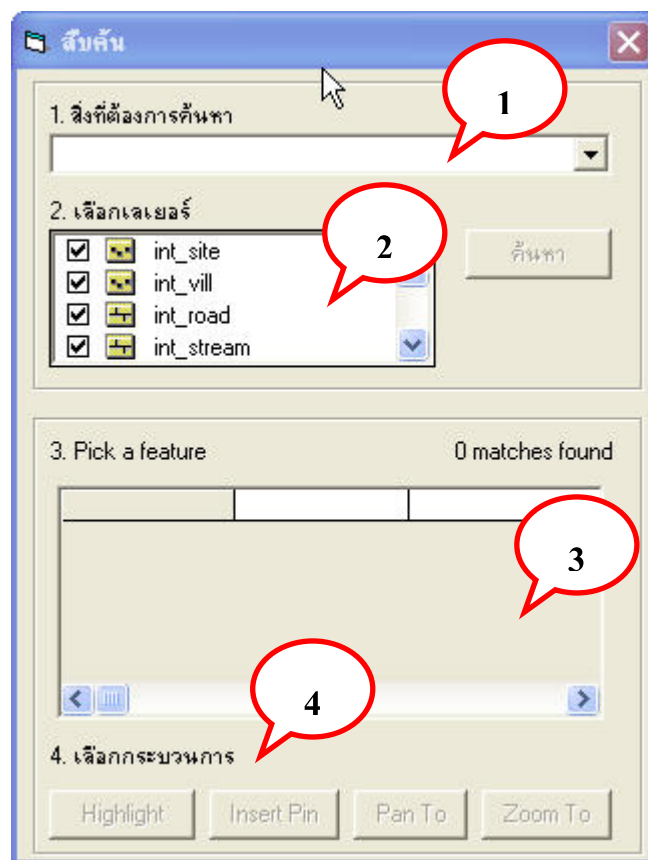 สืบค้น
1. สิ่งที่ต้องการค้นหา
1
2. เลือกเลเยอร์
2
int_site
int_vill
int_road
int_stream
ค้นหา
3. Pick a feature
0 matches found
3
4
4. เลือกกระบวนการ
Highlight
Insert Pin
Pan To
Zoom To